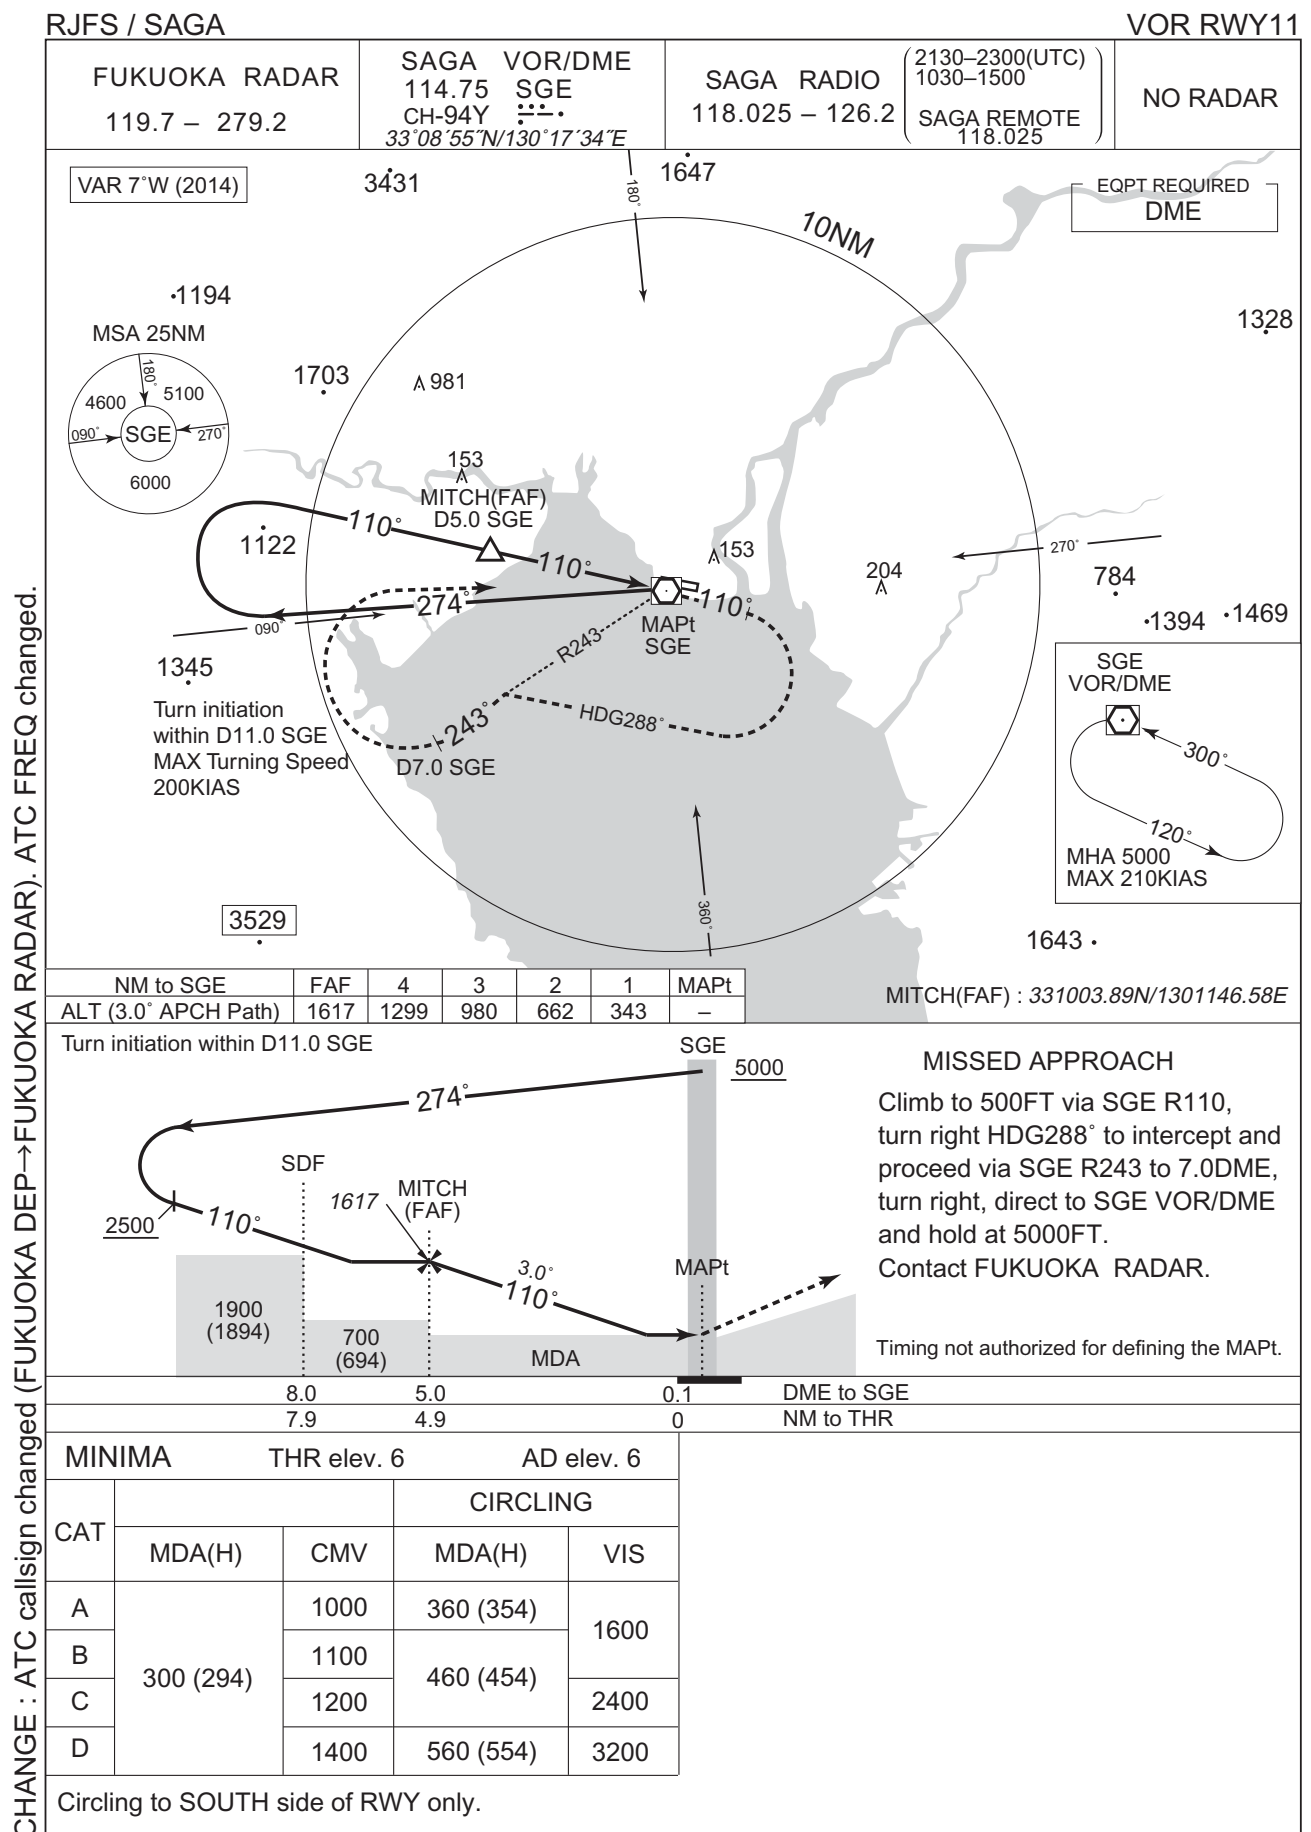 RJFS / SAGA
VOR RWY11
FUKUOKA RADAR
119.7 – 279.2
SAGA VOR/DME
114.75 SGE
CH-94Y
33°08´55˝N/130°17´34˝E
SAGA RADIO
118.025 – 126.2
2130–2300(UTC)
1030–1500
SAGA REMOTE
118.025
NO RADAR
VAR 7°W (2014)
3431
180°
1647
EQPT REQUIRED
DME
10NM
1194
1328
MSA 25NM
180°
4600
5100
090°
SGE
270°
6000
1703
981
153
MITCH(FAF)
D5.0 SGE
110°
1122
110°
153
270°
204
784
274°
110°
090°
MAPt
SGE
1394
1469
R243
1345
Turn initiation
within D11.0 SGE
MAX Turning Speed
200KIAS
243°
HDG288°
D7.0 SGE
SGE
VOR/DME
300°
120°
MHA 5000
MAX 210KIAS
360°
3529
1643
NM to SGE FAF 4 3 2 1 MAPt
ALT (3.0° APCH Path) 1617 1299 980 662 343 –
MITCH(FAF) : 331003.89N/1301146.58E
Turn initiation within D11.0 SGE
SGE
5000
274°
SDF
1617
MITCH
(FAF)
2500
110°
3.0°
110°
MAPt
1900
(1894)
700
(694)
MDA
MISSED APPROACH
Climb to 500FT via SGE R110,
turn right HDG288° to intercept and
proceed via SGE R243 to 7.0DME,
turn right, direct to SGE VOR/DME
and hold at 5000FT.
Contact FUKUOKA RADAR.
Timing not authorized for defining the MAPt.
8.0 5.0 0.1 DME to SGE
7.9 4.9 0 NM to THR
MINIMA THR elev. 6 AD elev. 6
CAT
CIRCLING
MDA(H) CMV MDA(H) VIS
A 1000 360 (354)
1600
B 1100
300 (294)
460 (454)
C 1200 2400
D 1400 560 (554) 3200
Circling to SOUTH side of RWY only.
CHANGE : ATC callsign changed (FUKUOKA DEP→FUKUOKA RADAR). ATC FREQ changed.